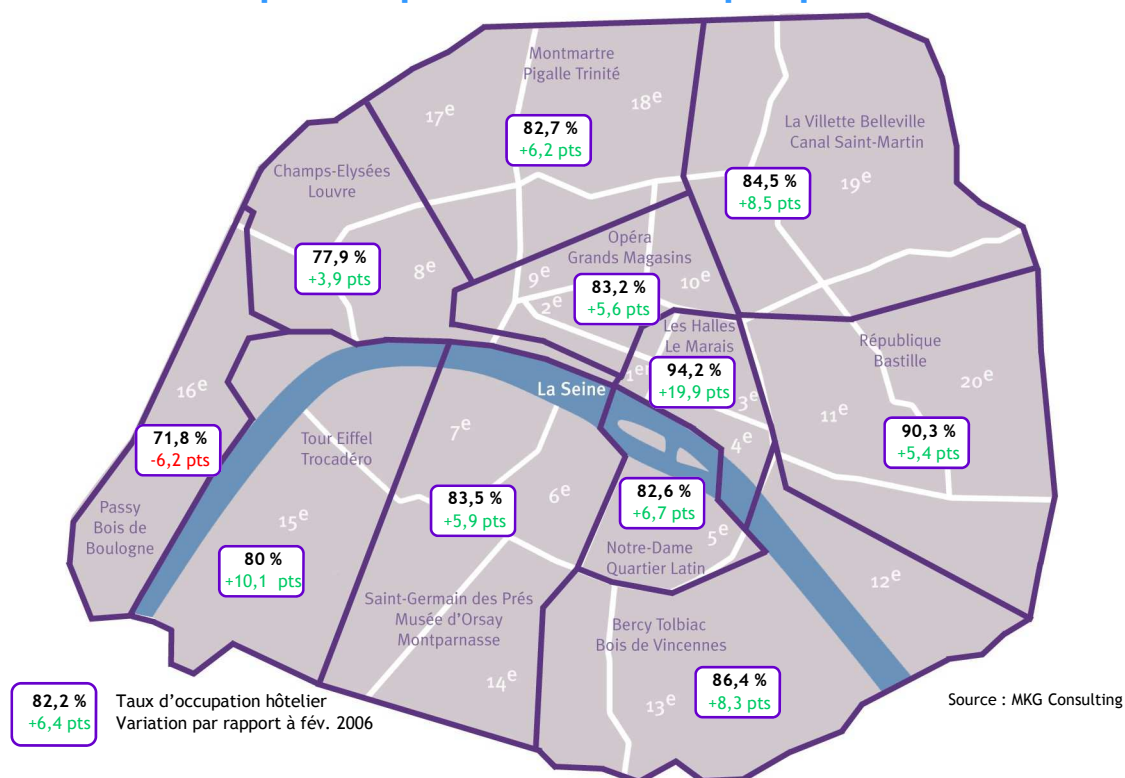 Montmartre
Pigalle Trinité
17e
18e
82,7 %
+6,2 pts
La Villette Belleville
Canal Saint-Martin
84,5 %
+8,5 pts
19e
Champs-Elysées
Louvre
77,9 %
+3,9 pts
8e
Opéra
Grands Magasins
9e
10e
2e
83,2 %
+5,6 pts
Les Halles
Le Marais
1er
94,2 %
+19,9 pts
3e
4e
République
Bastille
20e
11e
90,3 %
+5,4 pts
La Seine
16e
71,8 %
-6,2 pts
Passy
Bois de
Boulogne
Tour Eiffel
Trocadéro
15e
80 %
+10,1 pts
7e
6e
83,5 %
+5,9 pts
Saint-Germain des Prés
Musée d'Orsay
Montparnasse
14e
82,6 %
+6,7 pts
5e
Notre-Dame
Quartier Latin
12e
Bercy Tolbiac
Bois de Vincennes
13e
86,4 %
+8,3 pts
82,2 %
+6,4 pts
Taux d'occupation hôtelier
Variation par rapport à fév. 2006
Source : MKG Consulting